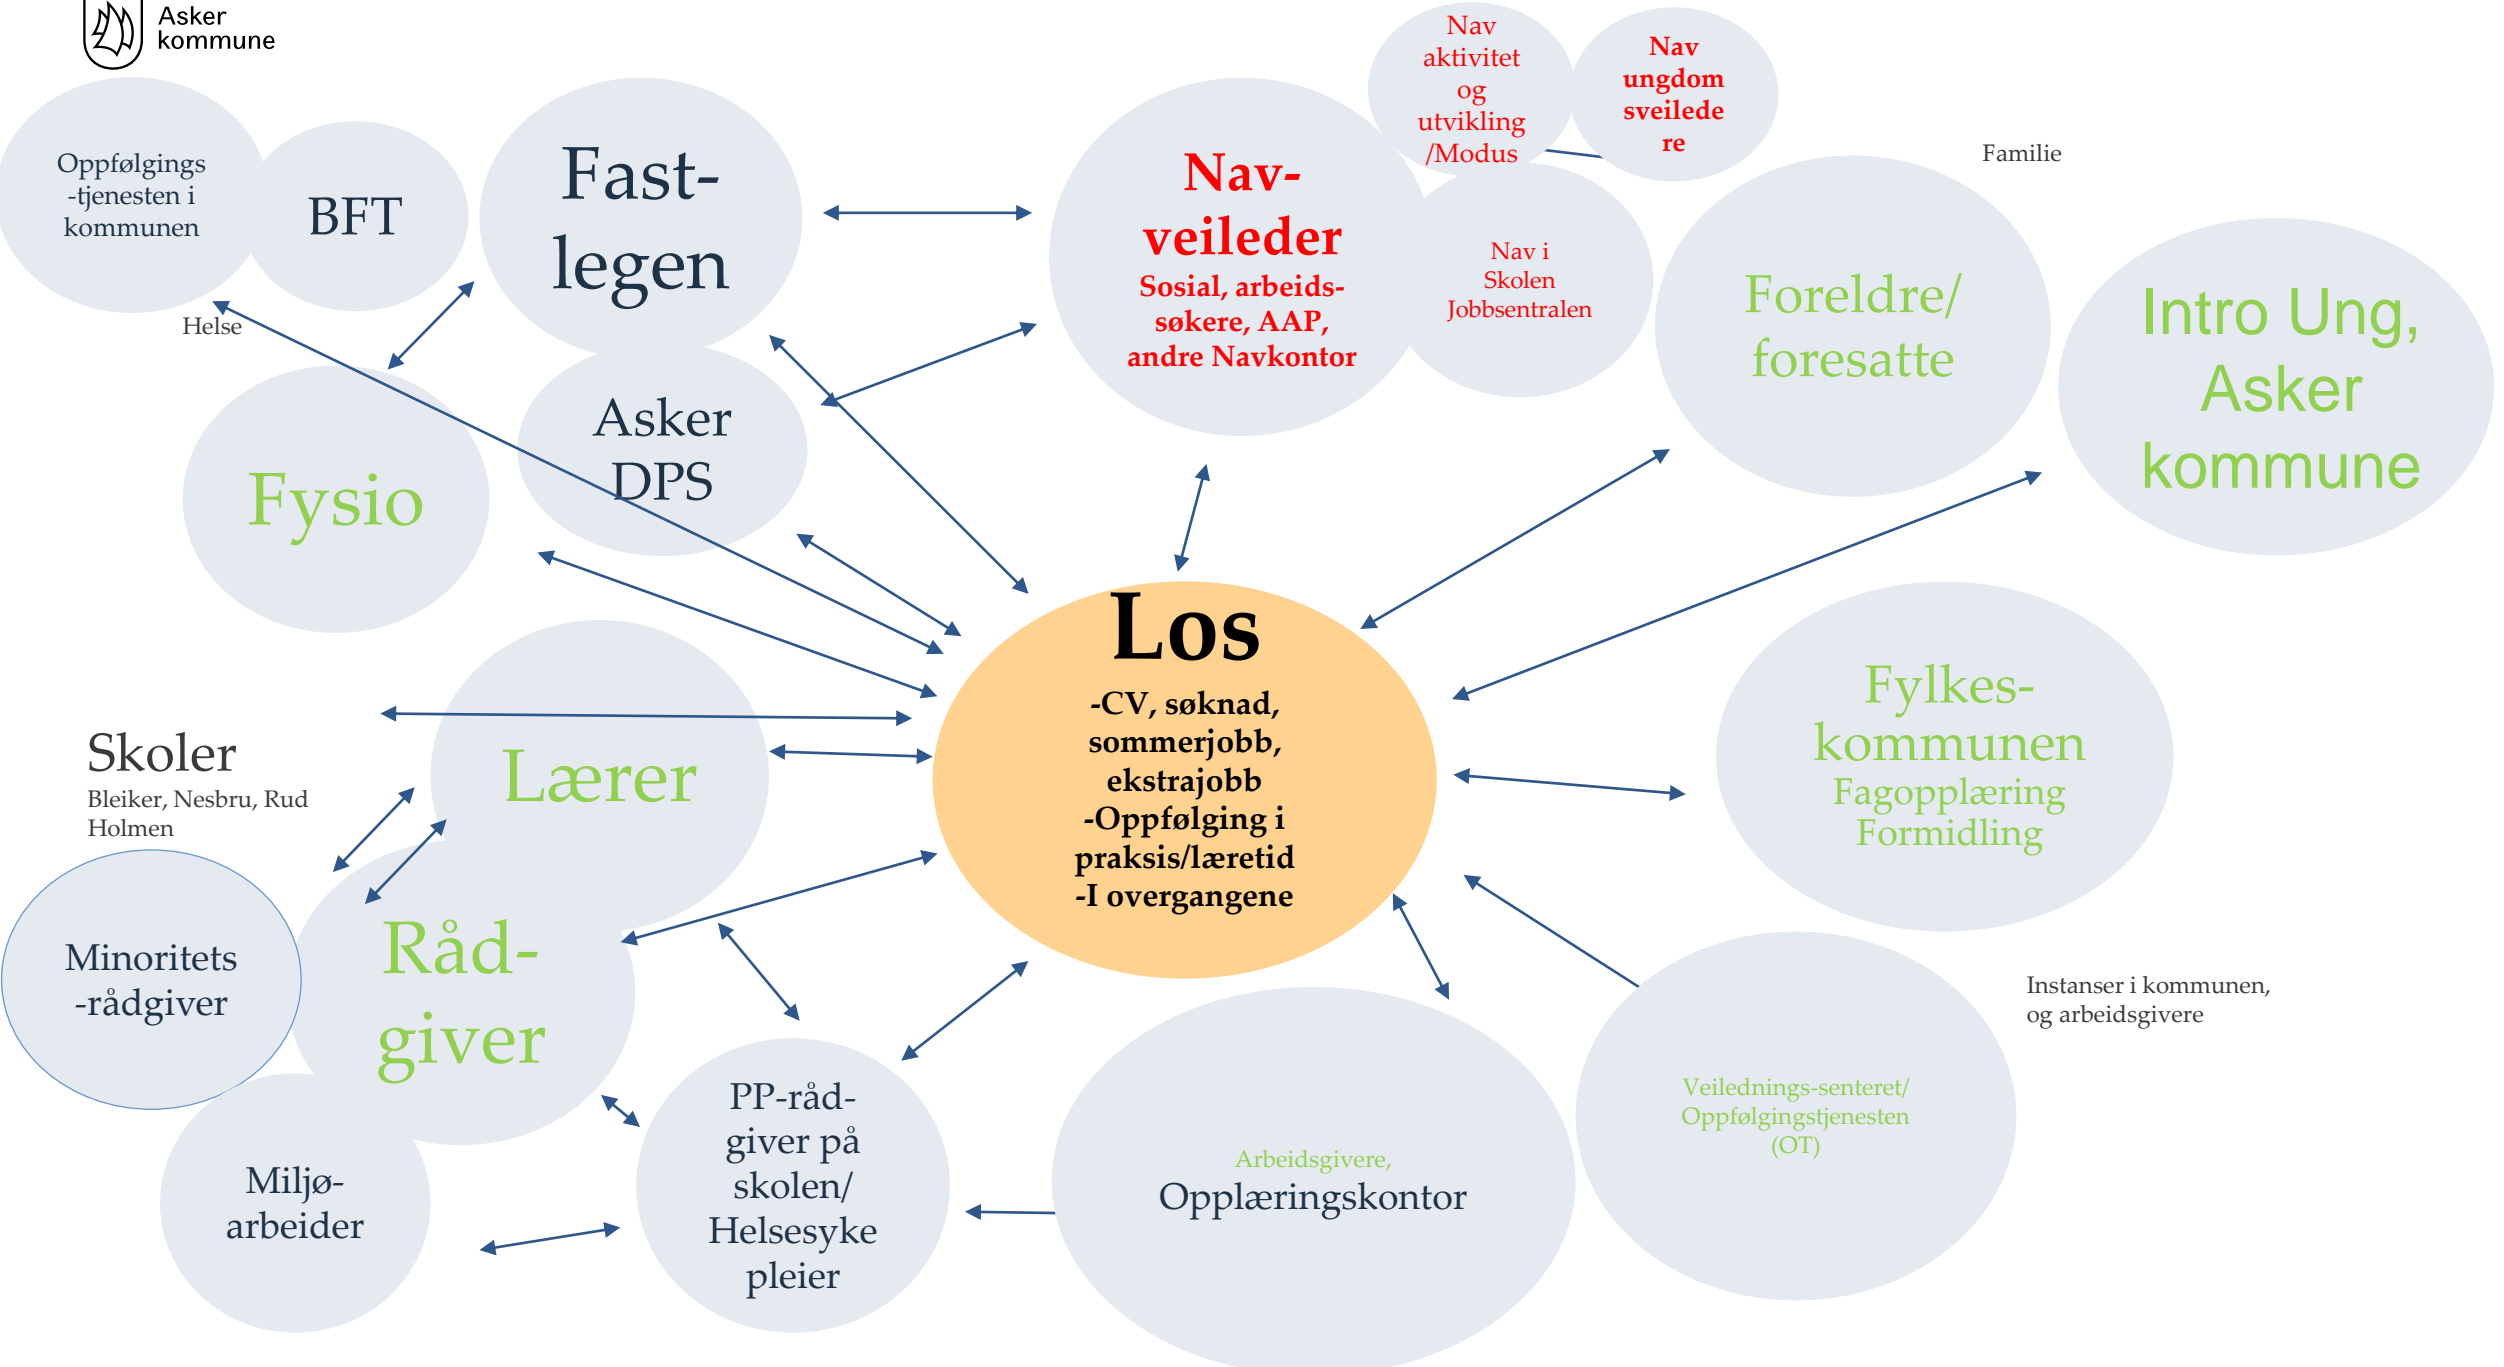 Asker
kommune
Oppfølgings
-tjenesten i
kommunen
BFT
Fast-
legen
Helse
Fysio
Asker
DPS
Nav-
veileder
Sosial, arbeids-
søkere, AAP,
andre Navkontor
Nav
aktivitet
og
utvikling
/Modus
Nav
ungdom
sveilede
re
Nav i
Skolen
Jobbsentralen
Familie
Foreldre/
foresatte
Intro Ung,
Asker
kommune
Los
-CV, søknad,
sommerjobb,
ekstrajobb
-Oppfølging i
praksis/læretid
-I overgangene
Skoler
Bleiker, Nesbru, Rud
Holmen
Lærer
Råd-
giver
Minoritets
-rådgiver
Miljø-
arbeider
PP-råd-
giver på
skolen/
Helsesyke
pleier
Fylkes-
kommunen
Fagopplæring
Formidling
Instanser i kommunen,
og arbeidsgivere
Veilednings-senteret/
Oppfølgingstjenesten
(OT)
Arbeidsgivere,
Opplæringskontor